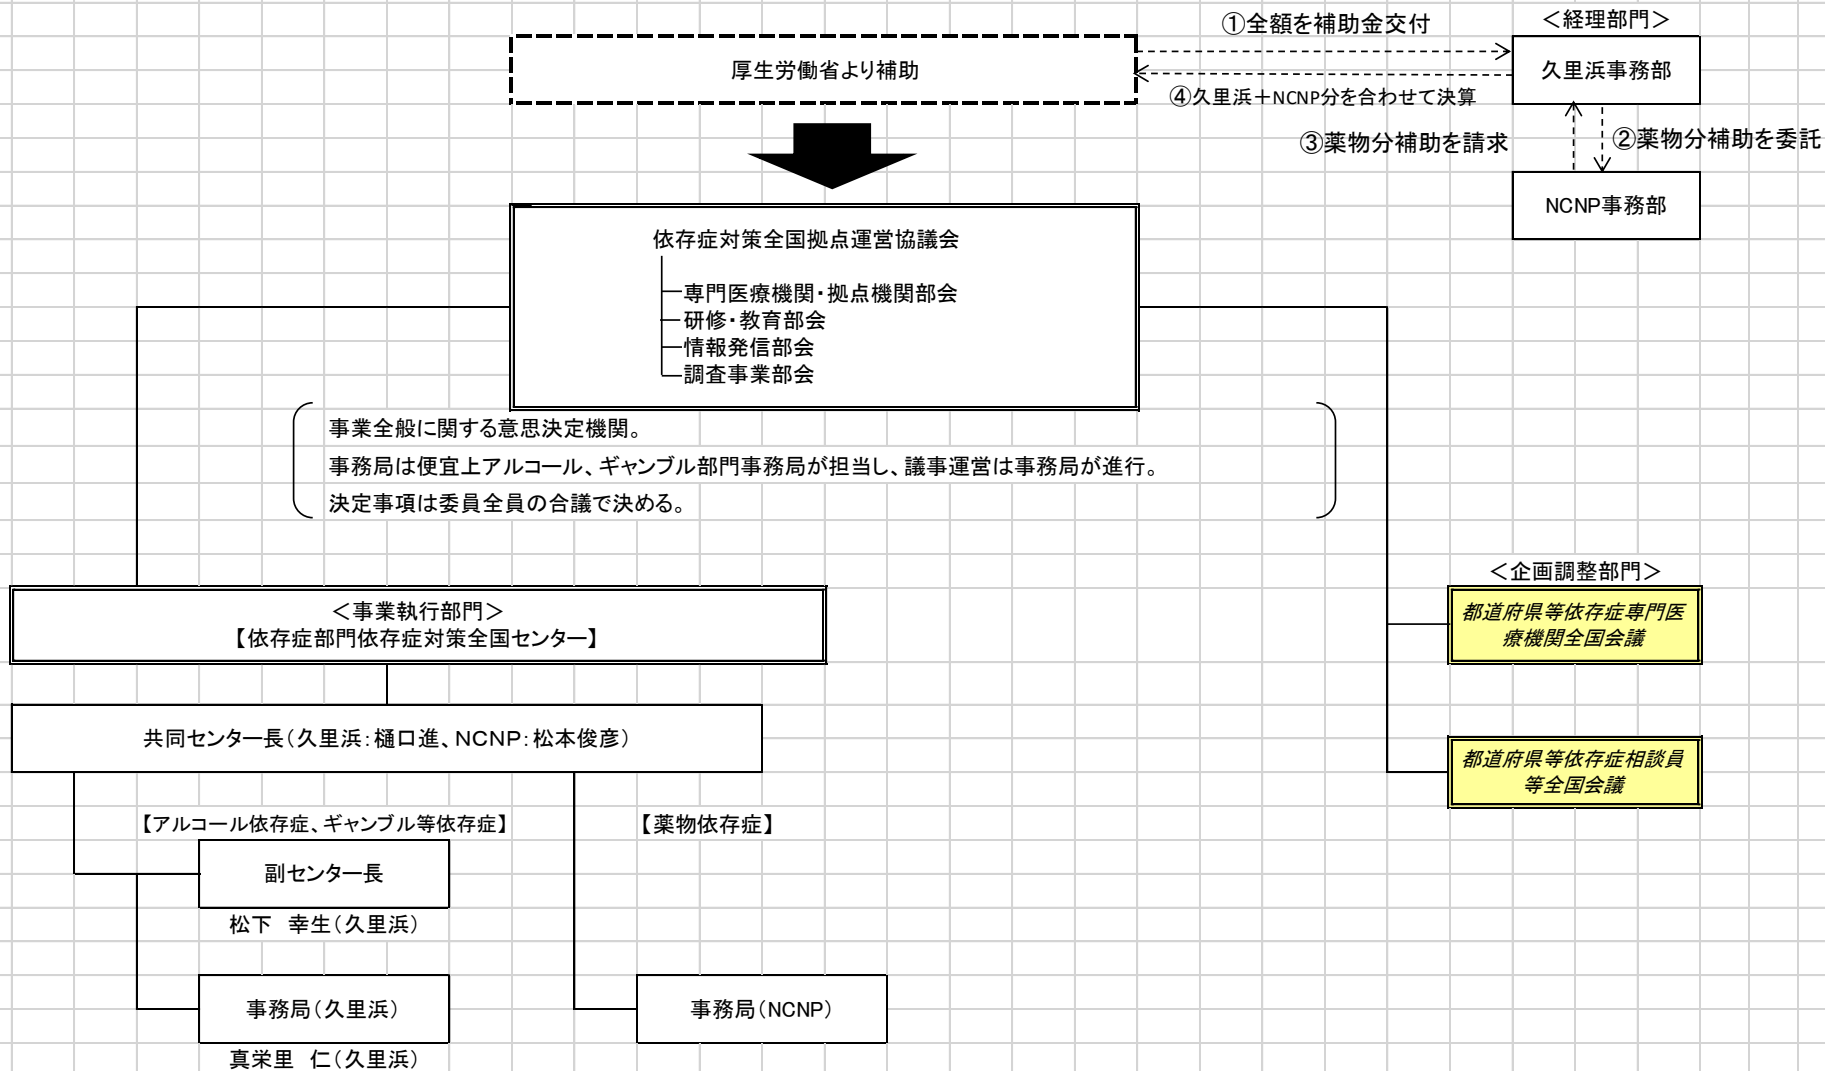 ①全額を補助金交付
＜経理部門＞
厚生労働省より補助
久里浜事務部
④久里浜＋NCNP分を合わせて決算
③薬物分補助を請求
②薬物分補助を委託
NCNP事務部
依存症対策全国拠点運営協議会
専門医療機関・拠点機関部会
研修・教育部会
情報発信部会
調査事業部会
事業全般に関する意思決定機関。
事務局は便宜上アルコール、ギャンブル部門事務局が担当し、議事運営は事務局が進行。
決定事項は委員全員の合議で決める。
＜企画調整部門＞
都道府県等依存症専門医
療機関全国会議
＜事業執行部門＞
【依存症部門依存症対策全国センター】
共同センター長（久里浜：樋口進、NCNP：松本俊彦）
都道府県等依存症相談員
等全国会議
【アルコール依存症、ギャンブル等依存症】
【薬物依存症】
副センター長
松下　幸生（久里浜）
事務局（久里浜）
事務局（NCNP）
真栄里　仁（久里浜）